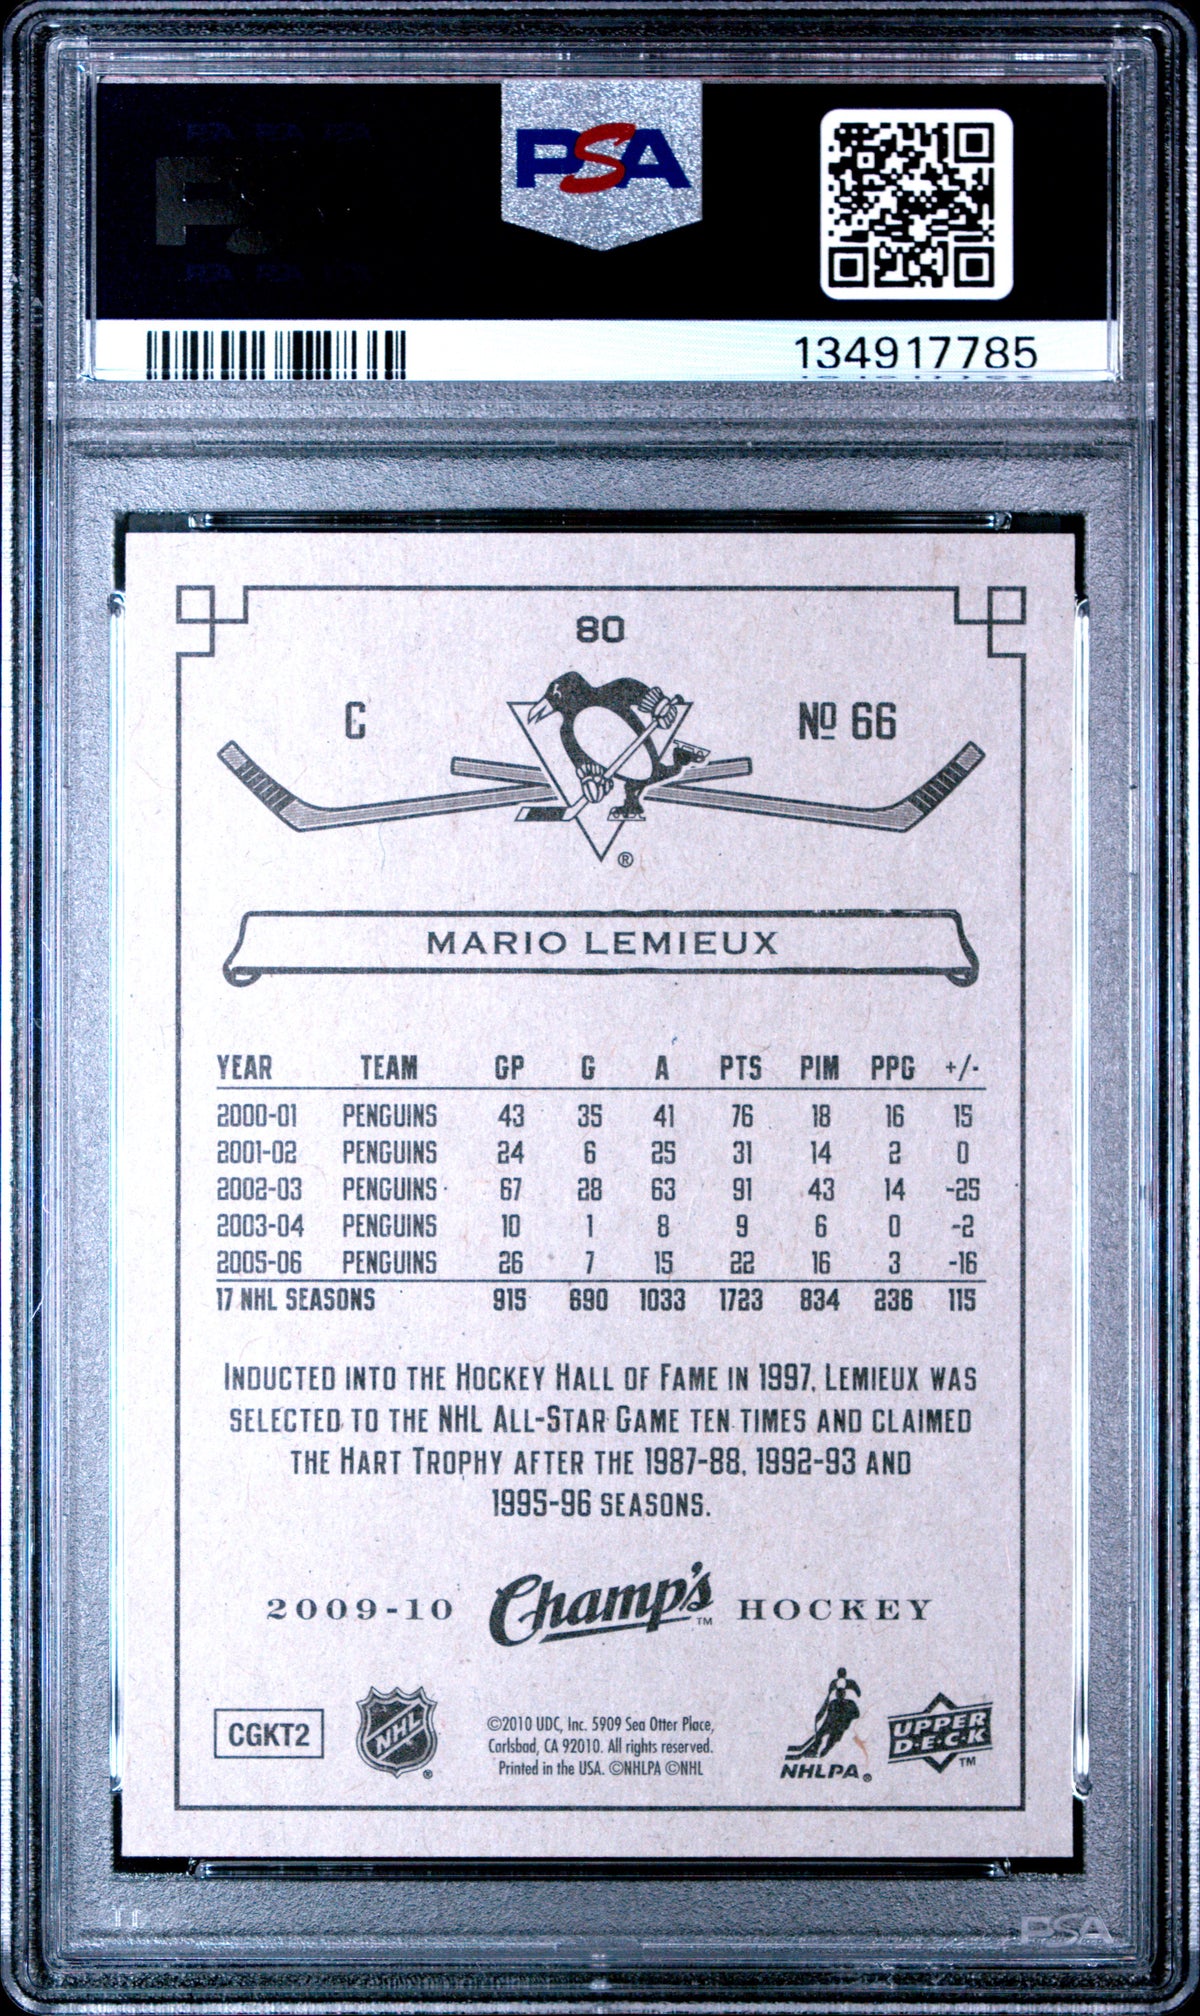 PSA
134917785
80
C
Nº 66
®
MARIO LEMIEUX
YEAR TEAM GP G A PTS PIM PPG +/-
2000-01 PENGUINS 43 35 41 76 18 16 15
2001-02 PENGUINS 24 6 25 31 14 2 0
2002-03 PENGUINS 67 28 63 91 43 14 -25
2003-04 PENGUINS 10 1 8 9 6 0 -2
2005-06 PENGUINS 26 7 15 22 16 3 -16
17 NHL SEASONS 915 690 1033 1723 834 236 115
INDUCTED INTO THE HOCKEY HALL OF FAME IN 1997, LEMIEUX WAS
SELECTED TO THE NHL ALL-STAR GAME TEN TIMES AND CLAIMED
THE HART TROPHY AFTER THE 1987-88, 1992-93 AND
1995-96 SEASONS.
2009-10 Champ's™ HOCKEY
CGKT2
NHL®
©2010 UDC, Inc. 5909 Sea Otter Place,
Carlsbad, CA 92010. All rights reserved.
Printed in the USA. ©NHLPA ©NHL
NHLPA®
UPPER
DECK™
PSA